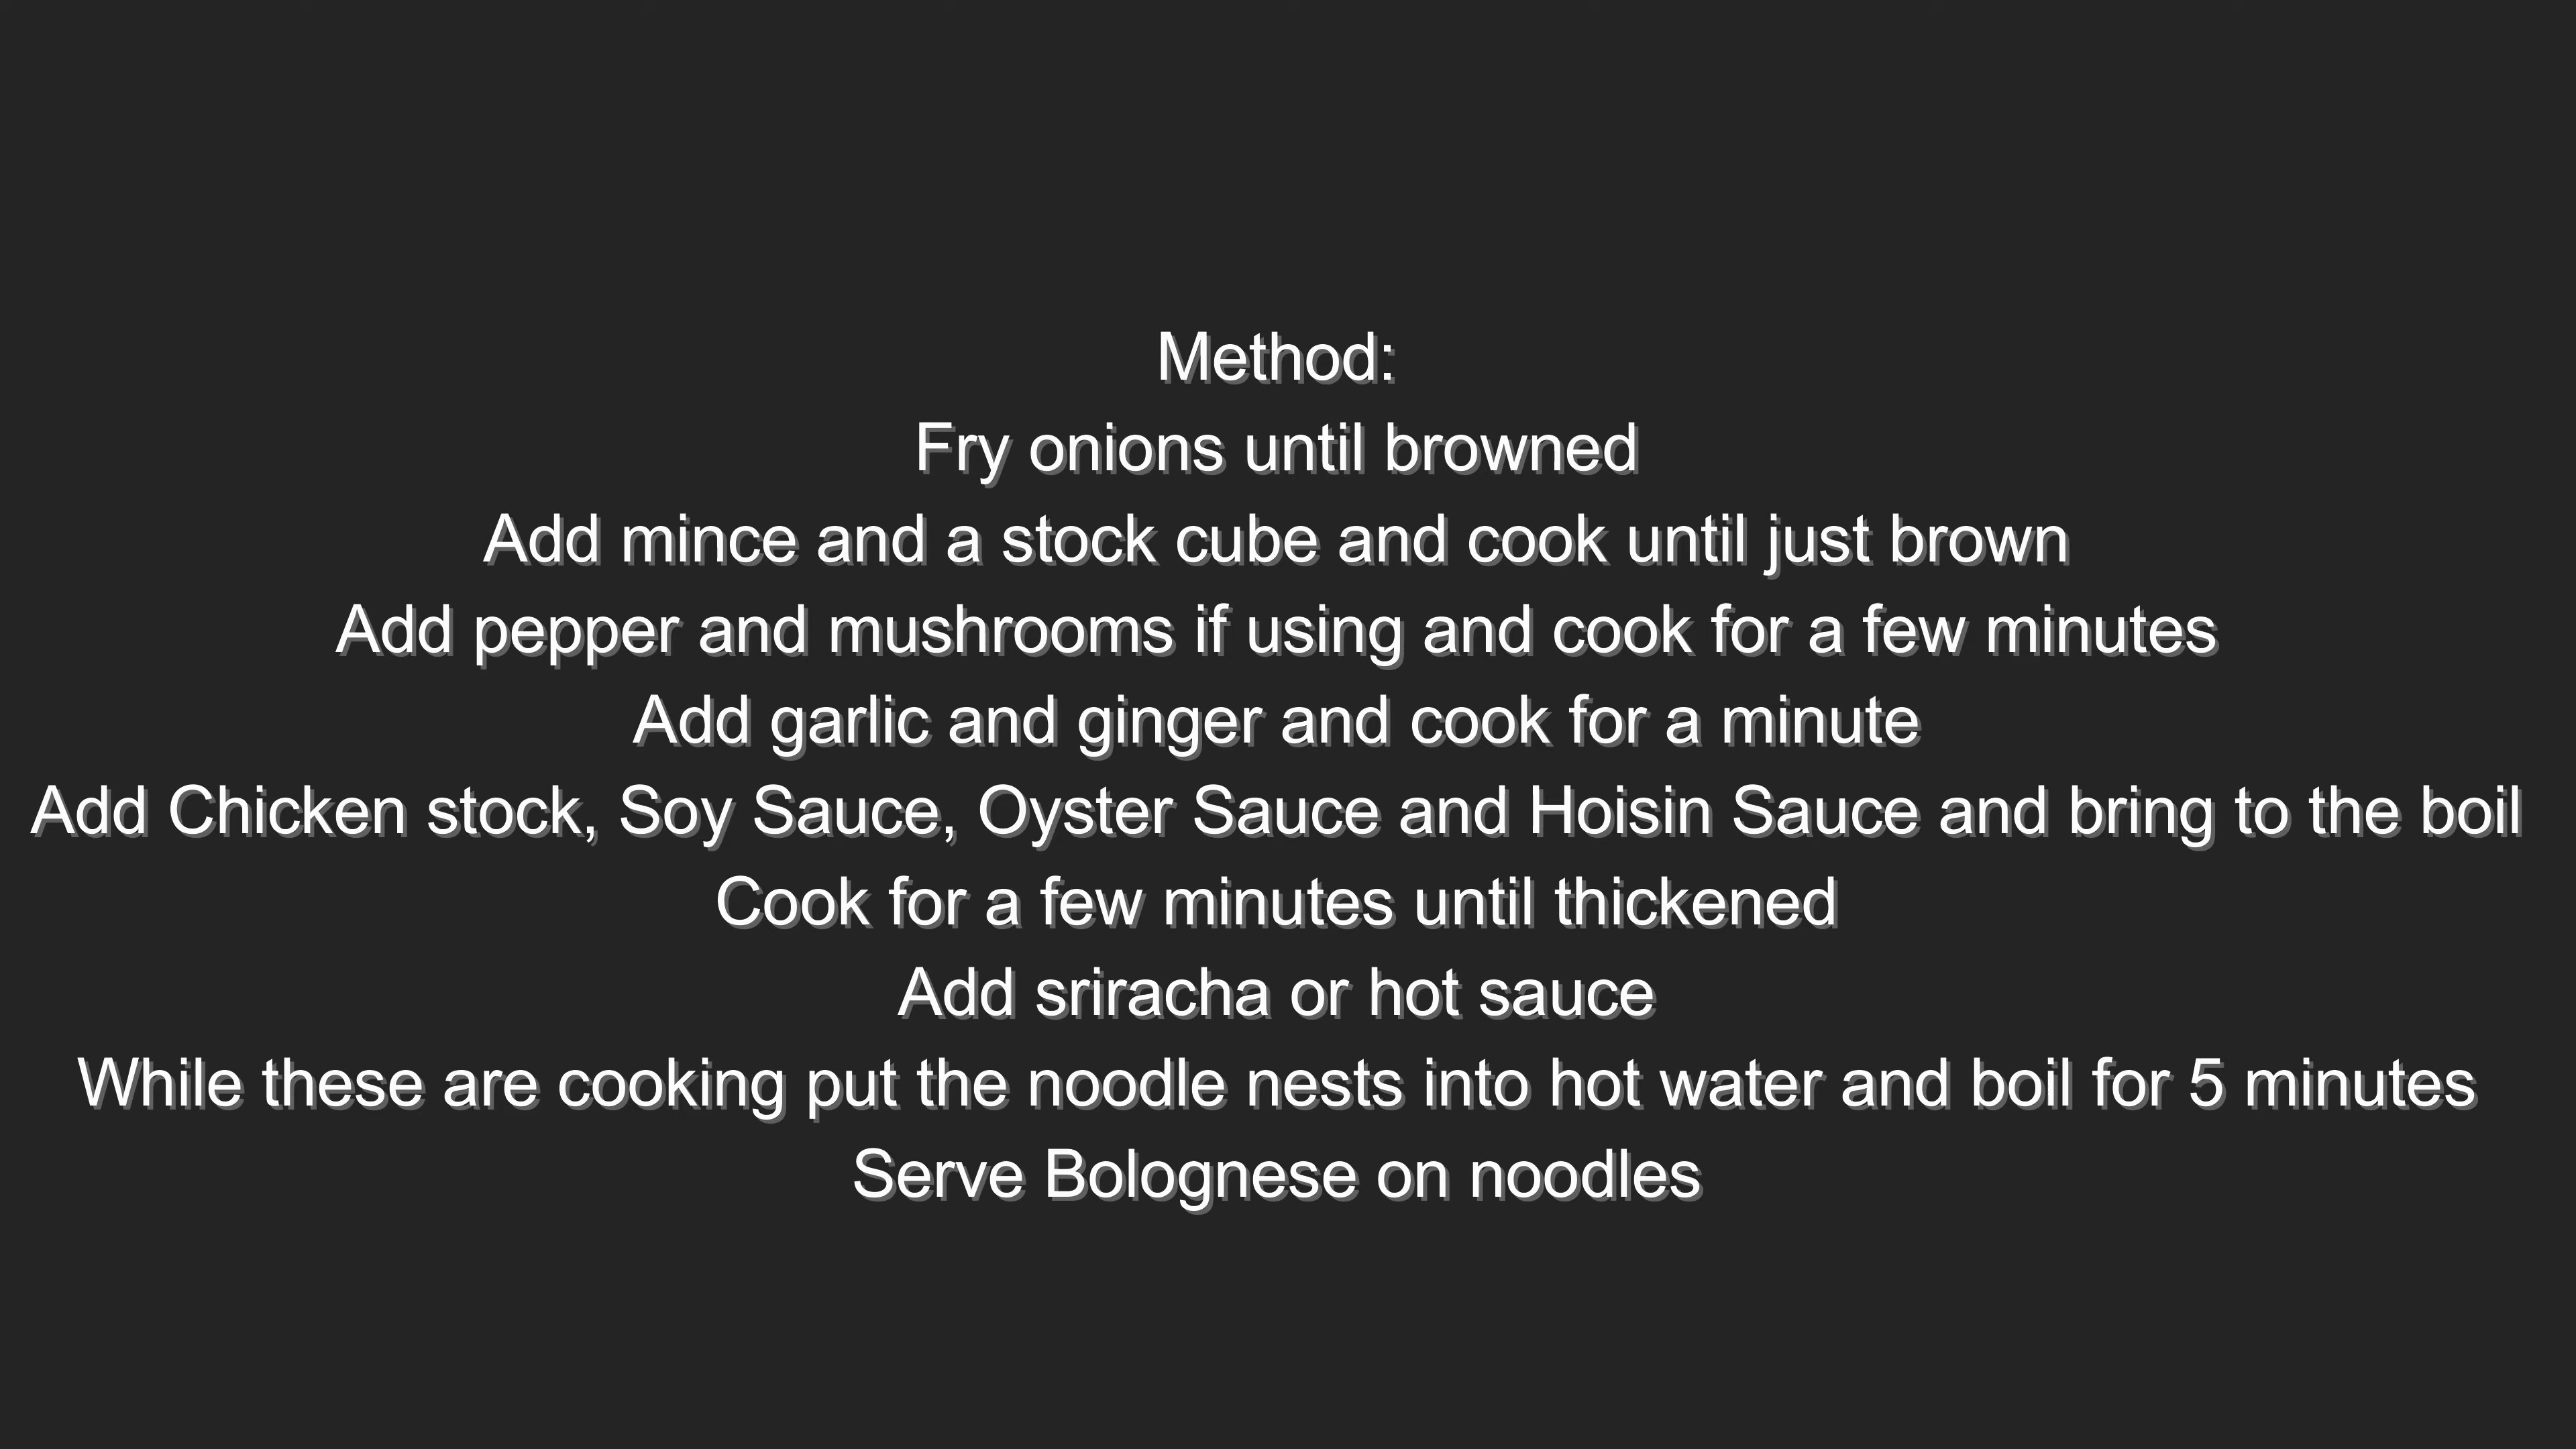 Method:
Fry onions until browned
Add mince and a stock cube and cook until just brown
Add pepper and mushrooms if using and cook for a few minutes
Add garlic and ginger and cook for a minute
Add Chicken stock, Soy Sauce, Oyster Sauce and Hoisin Sauce and bring to the boil
Cook for a few minutes until thickened
Add sriracha or hot sauce
While these are cooking put the noodle nests into hot water and boil for 5 minutes
Serve Bolognese on noodles